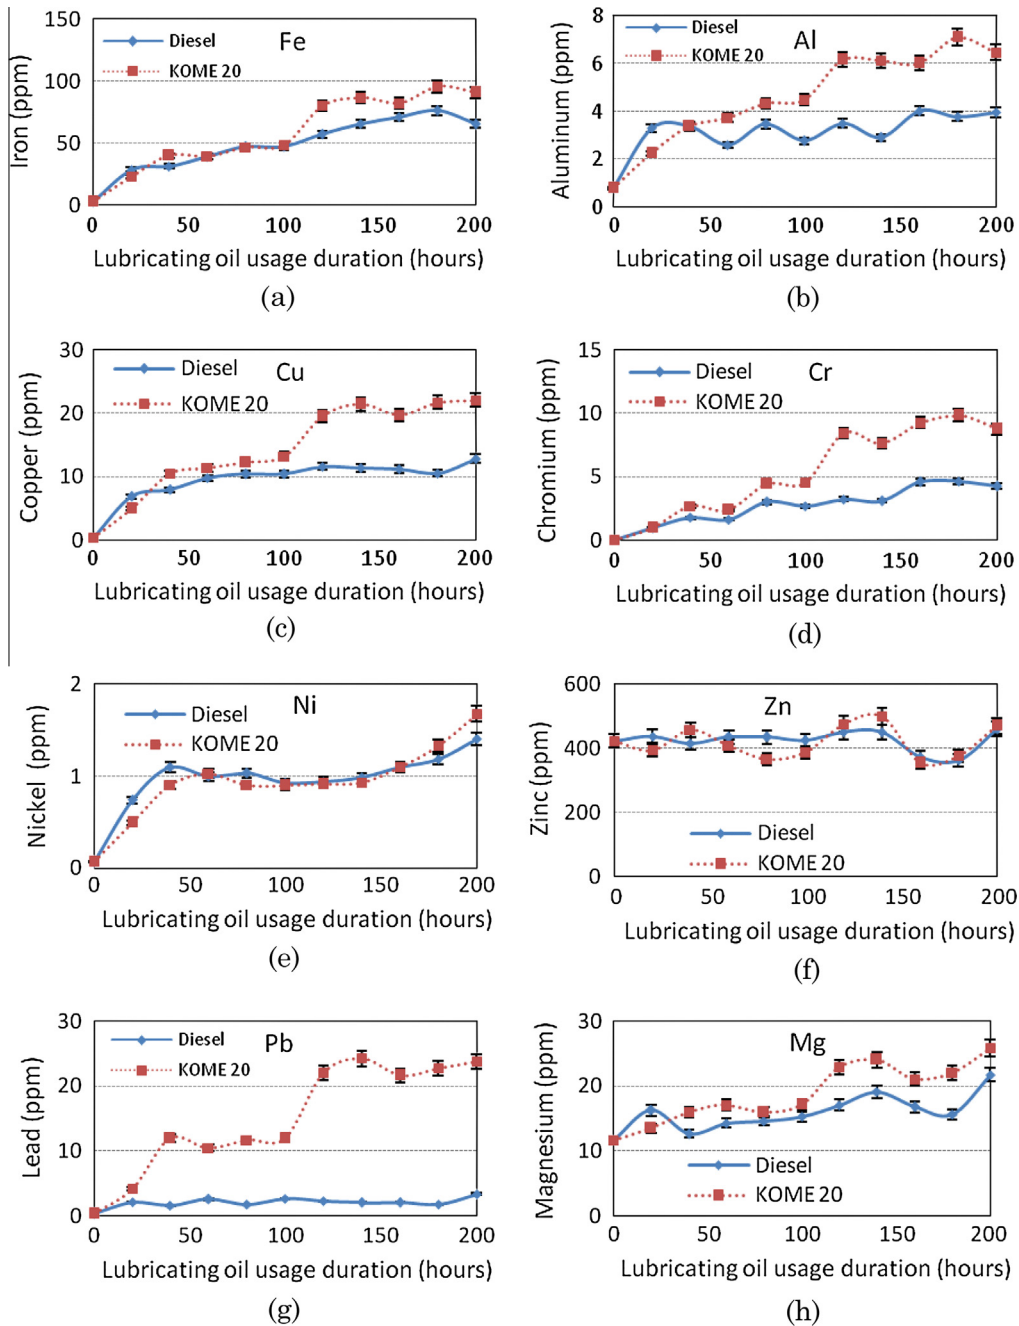 Fe
Diesel
KOME 20
Iron (ppm)
150
100
50
0
0 50 100 150 200
Lubricating oil usage duration (hours)
(a)
Al
Diesel
KOME 20
Aluminum (ppm)
8
6
4
2
0
0 50 100 150 200
Lubricating oil usage duration (hours)
(b)
Cu
Diesel
KOME 20
Copper (ppm)
30
20
10
0
0 50 100 150 200
Lubricating oil usage duration (hours)
(c)
Cr
Diesel
KOME 20
Chromium (ppm)
15
10
5
0
0 50 100 150 200
Lubricating oil usage duration (hours)
(d)
Ni
Diesel
KOME 20
Nickel (ppm)
2
1
0
0 50 100 150 200
Lubricating oil usage duration (hours)
(e)
Zn
Diesel
KOME 20
Zinc (ppm)
600
400
200
0
0 50 100 150 200
Lubricating oil usage duration (hours)
(f)
Pb
Diesel
KOME 20
Lead (ppm)
30
20
10
0
0 50 100 150 200
Lubricating oil usage duration (hours)
(g)
Mg
Diesel
KOME 20
Magnesium (ppm)
30
20
10
0
0 50 100 150 200
Lubricating oil usage duration (hours)
(h)